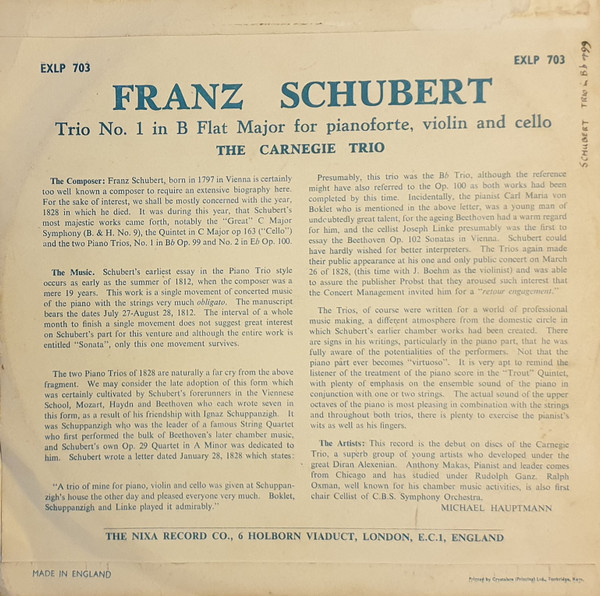 EXLP 703
EXLP 703
FRANZ SCHUBERT
Trio No. 1 in B Flat Major for pianoforte, violin and cello
THE CARNEGIE TRIO
The Composer: Franz Schubert, born in 1797 in Vienna is certainly
too well known a composer to require an extensive biography here.
For the sake of interest, we shall be mostly concerned with the year,
1828 in which he died. It was during this year, that Schubert's
most majestic works came forth, notably the "Great" C Major
Symphony (B. & H. No. 9), the Quintet in C Major op 163 ("Cello")
and the two Piano Trios, No. 1 in B♭ Op. 99 and No. 2 in E♭ Op. 100.
The Music. Schubert's earliest essay in the Piano Trio style
occurs as early as the summer of 1812, when the composer was a
mere 19 years. This work is a single movement of concerted music
of the piano with the strings very much obligato. The manuscript
bears the dates July 27-August 28, 1812. The interval of a whole
month to finish a single movement does not suggest great interest
on Schubert's part for this venture and although the entire work is
entitled "Sonata", only this one movement survives.
The two Piano Trios of 1828 are naturally a far cry from the above
fragment. We may consider the late adoption of this form which
was certainly cultivated by Schubert's forerunners in the Viennese
School, Mozart, Haydn and Beethoven who each wrote seven in
this form, as a result of his friendship with Ignaz Schuppanzigh. It
was Schuppanzigh who was the leader of a famous String Quartet
who first performed the bulk of Beethoven's later chamber music,
and Schubert's own Op. 29 Quartet in A Minor was dedicated to
him. Schubert wrote a letter dated January 28, 1828 which states:
"A trio of mine for piano, violin and cello was given at Schuppan-
zigh's house the other day and pleased everyone very much. Boklet,
Schuppanzigh and Linke played it admirably."
Presumably, this trio was the B♭ Trio, although the reference
might have also referred to the Op. 100 as both works had been
completed by this time. Incidentally, the pianist Carl Maria von
Boklet who is mentioned in the above letter, was a young man of
undoubtedly great talent, for the ageing Beethoven had a warm regard
for him, and the cellist Joseph Linke presumably was the first to
essay the Beethoven Op. 102 Sonatas in Vienna. Schubert could
have hardly wished for better interpreters. The Trios again made
their public appearance at his one and only public concert on March
26 of 1828, (this time with J. Boehm as the violinist) and was able
to assure the publisher Probst that they aroused such interest that
the Concert Management invited him for a "retour engagement."
The Trios, of course were written for a world of professional
music making, a different atmosphere from the domestic circle in
which Schubert's earlier chamber works had been created. There
are signs in his writings, particularly in the piano part, that he was
fully aware of the potentialities of the performers. Not that the
piano part ever becomes "virtuoso". It is very apt to remind the
listener of the treatment of the piano score in the "Trout" Quintet,
with plenty of emphasis on the ensemble sound of the piano in
conjunction with one or two strings. The actual sound of the upper
octaves of the piano is most pleasing in combination with the strings
and throughout both trios, there is plenty to exercise the pianist's
wits as well as his fingers.
The Artists: This record is the debut on discs of the Carnegie
Trio, a superb group of young artists who developed under the
great Diran Alexenian. Anthony Makas, Pianist and leader comes
from Chicago and has studied under Rudolph Ganz. Ralph
Oxman, well known for his chamber music activities, is also first
chair Cellist of C.B.S. Symphony Orchestra.
MICHAEL HAUPTMANN
THE NIXA RECORD CO., 6 HOLBORN VIADUCT, LONDON, E.C.1, ENGLAND
MADE IN ENGLAND
Printed by Crowvale (Printing) Ltd., Tonbridge, Kent.
SCHUBERT TRIO in B♭ op 99